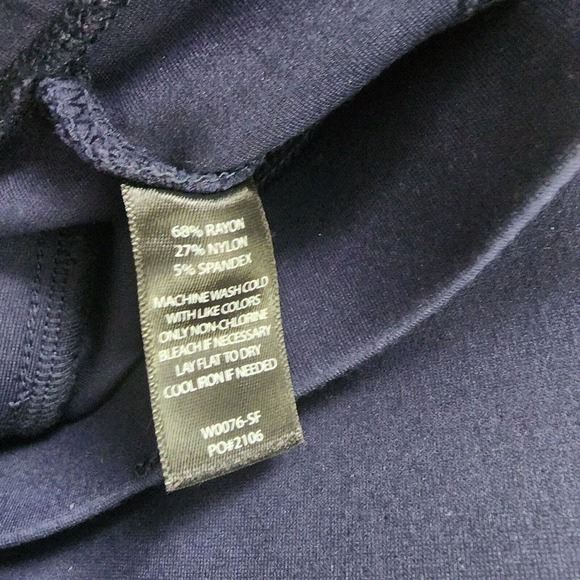 68% RAYON
27% NYLON
5% SPANDEX
MACHINE WASH COLD
WITH LIKE COLORS
ONLY NON-CHLORINE
BLEACH IF NECESSARY
LAY FLAT TO DRY
COOL IRON IF NEEDED
W0076-SF
PO#2106